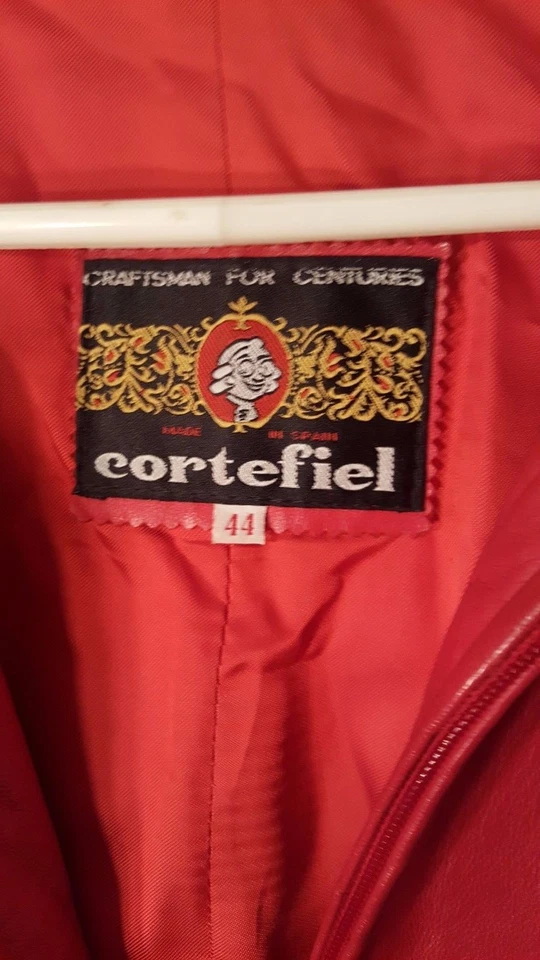 CRAFTSMAN FOR CENTURIES
MADE IN SPAIN
cortefiel
44